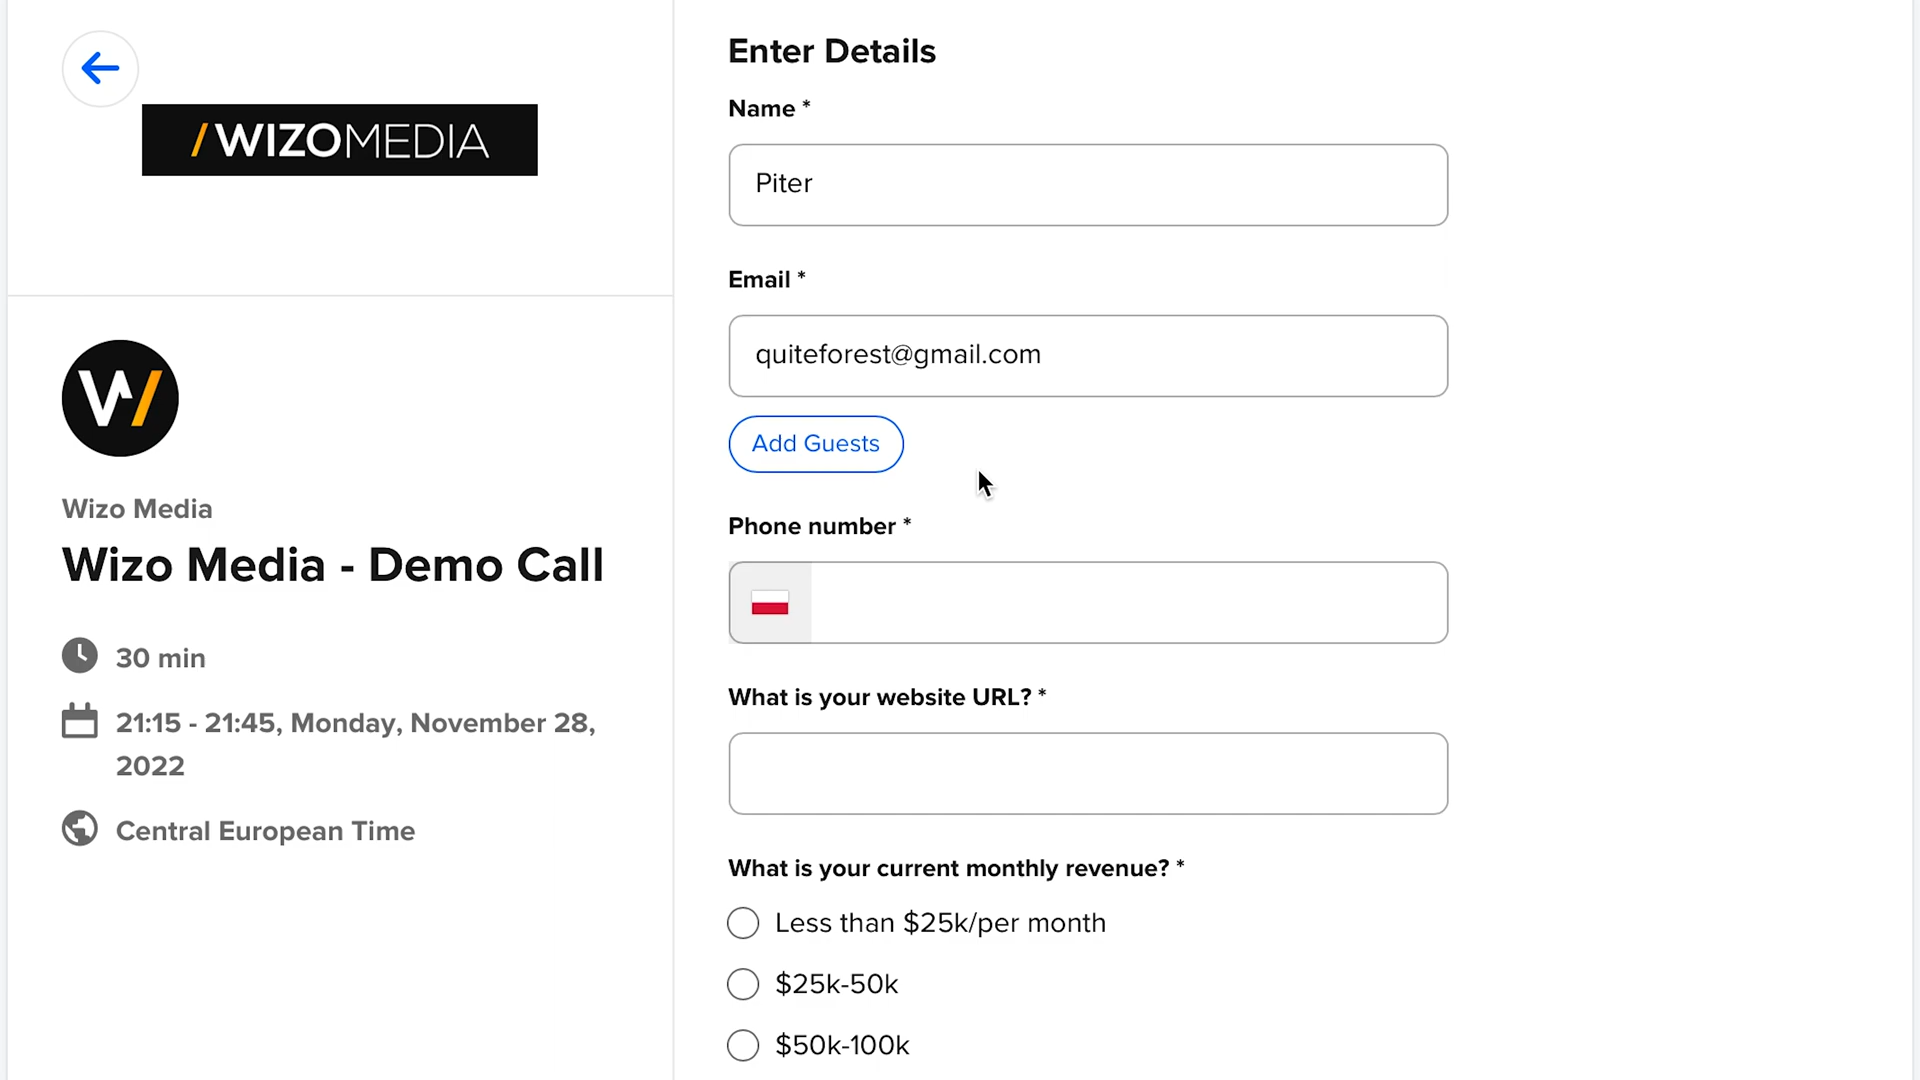 /WIZOMEDIA
W/
Wizo Media
Wizo Media - Demo Call
30 min
21:15 - 21:45, Monday, November 28,
2022
Central European Time
Enter Details
Name *
Piter
Email *
quiteforest@gmail.com
Add Guests
Phone number *
What is your website URL? *
What is your current monthly revenue? *
Less than $25k/per month
$25k-50k
$50k-100k